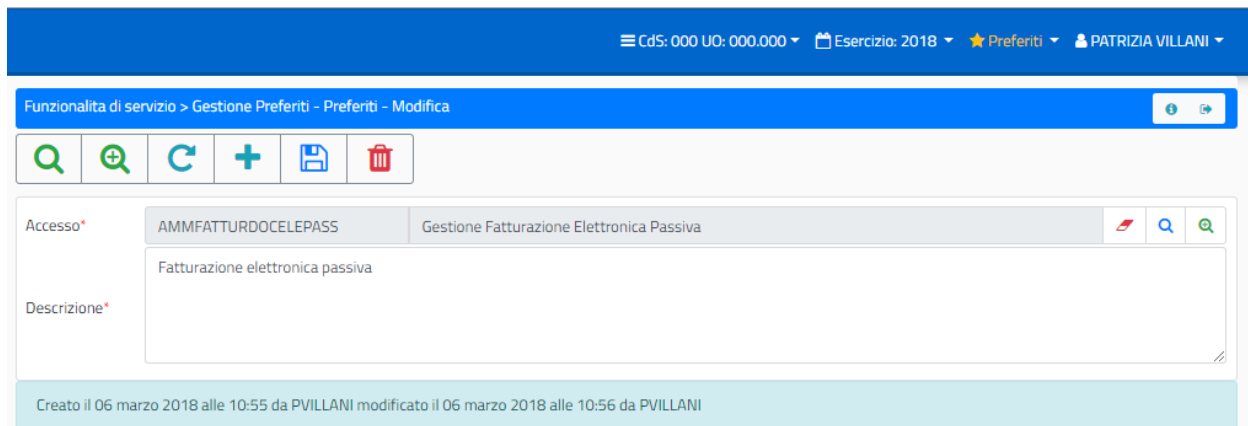 CdS: 000 UO: 000.000 Esercizio: 2018 Preferiti PATRIZIA VILLANI
Funzionalita di servizio > Gestione Preferiti - Preferiti - Modifica
Accesso* AMMFATTURDOCELEPASS Gestione Fatturazione Elettronica Passiva
Fatturazione elettronica passiva
Descrizione*
Creato il 06 marzo 2018 alle 10:55 da PVILLANI modificato il 06 marzo 2018 alle 10:56 da PVILLANI